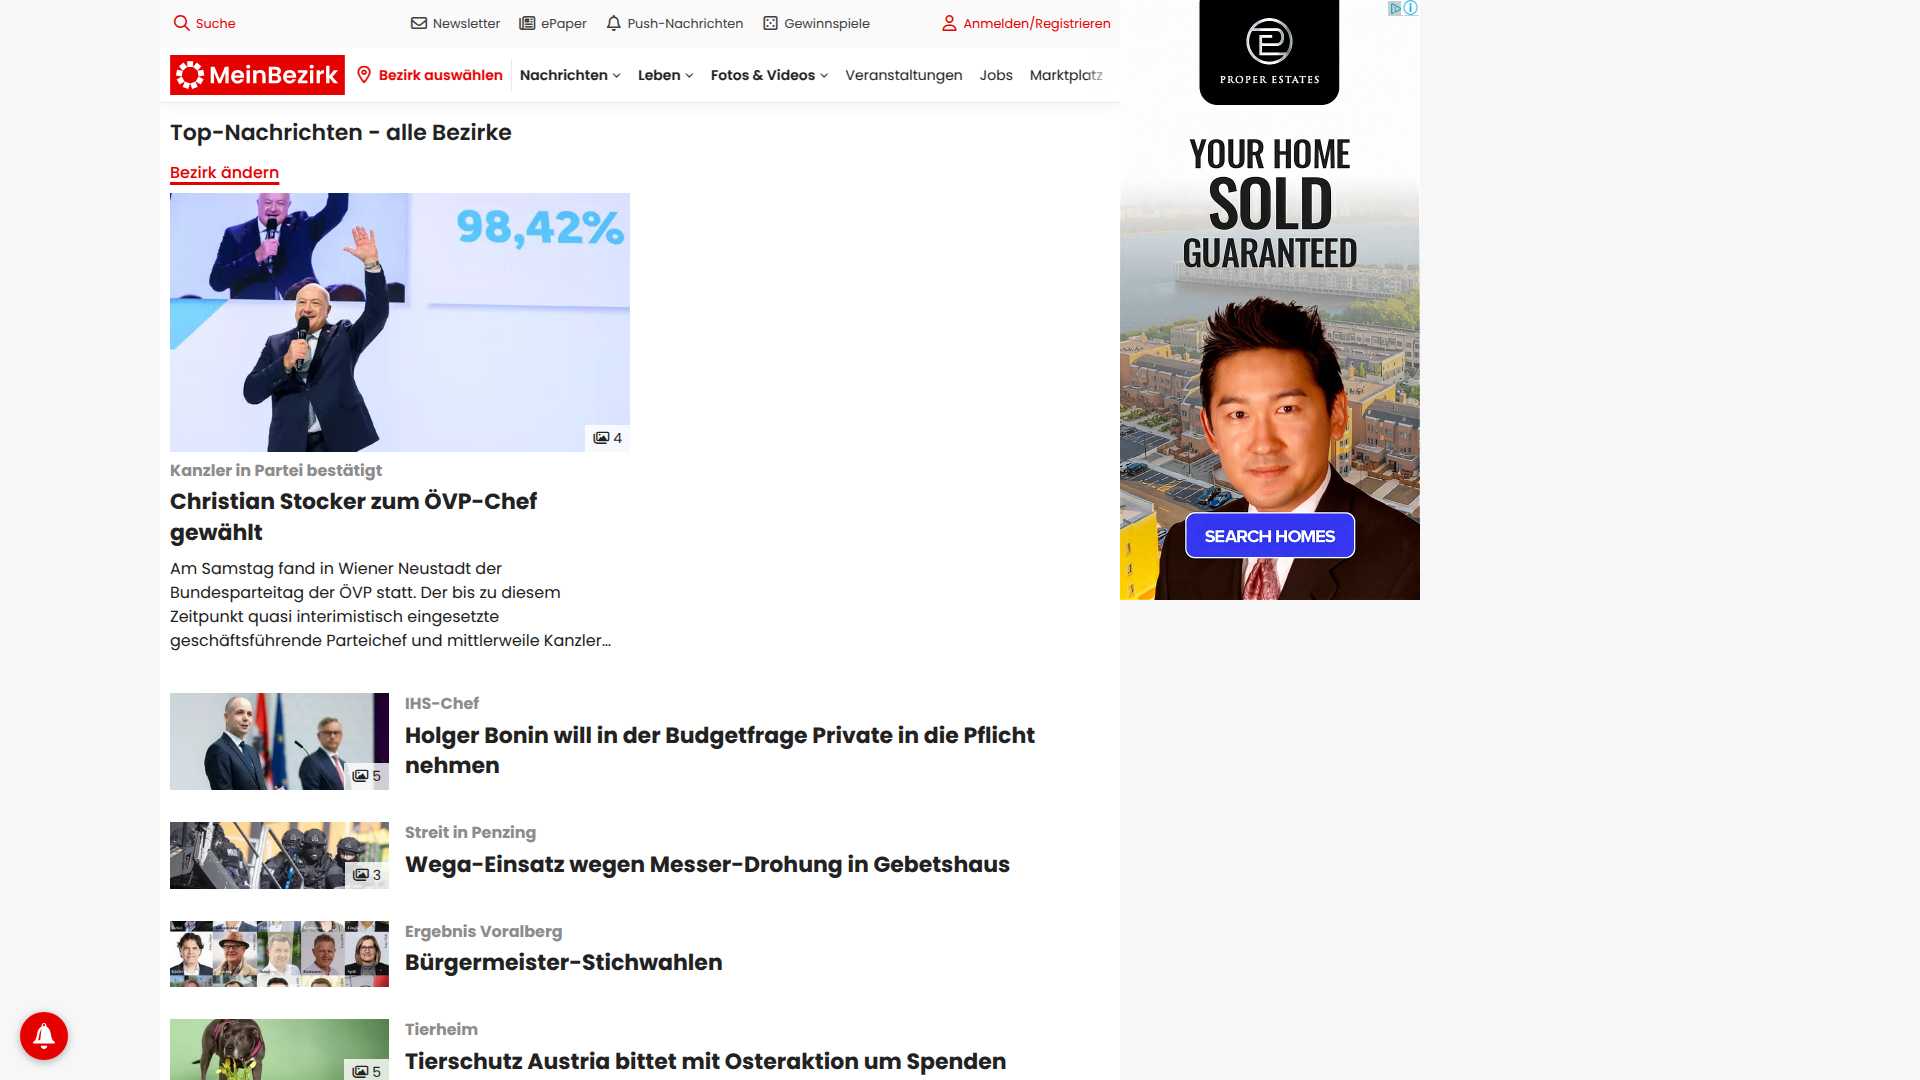 Suche
Newsletter
ePaper
Push-Nachrichten
Gewinnspiele
Anmelden/Registrieren
MeinBezirk
Bezirk auswählen
Nachrichten
Leben
Fotos & Videos
Veranstaltungen
Jobs
Marktplatz
Top-Nachrichten - alle Bezirke
Bezirk ändern
98,42%
4
Kanzler in Partei bestätigt
Christian Stocker zum ÖVP-Chef
gewählt
Am Samstag fand in Wiener Neustadt der
Bundesparteitag der ÖVP statt. Der bis zu diesem
Zeitpunkt quasi interimistisch eingesetzte
geschäftsführende Parteichef und mittlerweile Kanzler...
5
IHS-Chef
Holger Bonin will in der Budgetfrage Private in die Pflicht
nehmen
3
Streit in Penzing
Wega-Einsatz wegen Messer-Drohung in Gebetshaus
Ergebnis Voralberg
Bürgermeister-Stichwahlen
5
Tierheim
Tierschutz Austria bittet mit Osteraktion um Spenden
PROPER ESTATES
YOUR HOME
SOLD
GUARANTEED
SEARCH HOMES